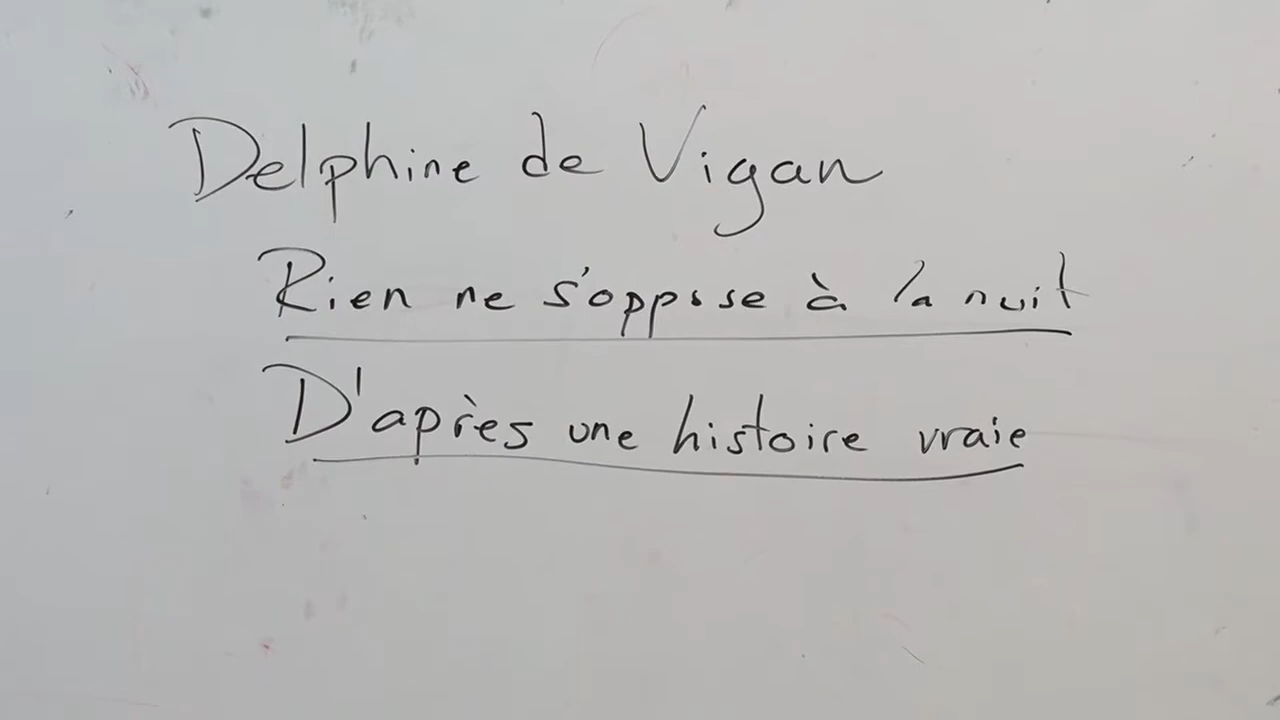 Delphine de Vigan
Rien ne s'oppose à la nuit
D'après une histoire vraie